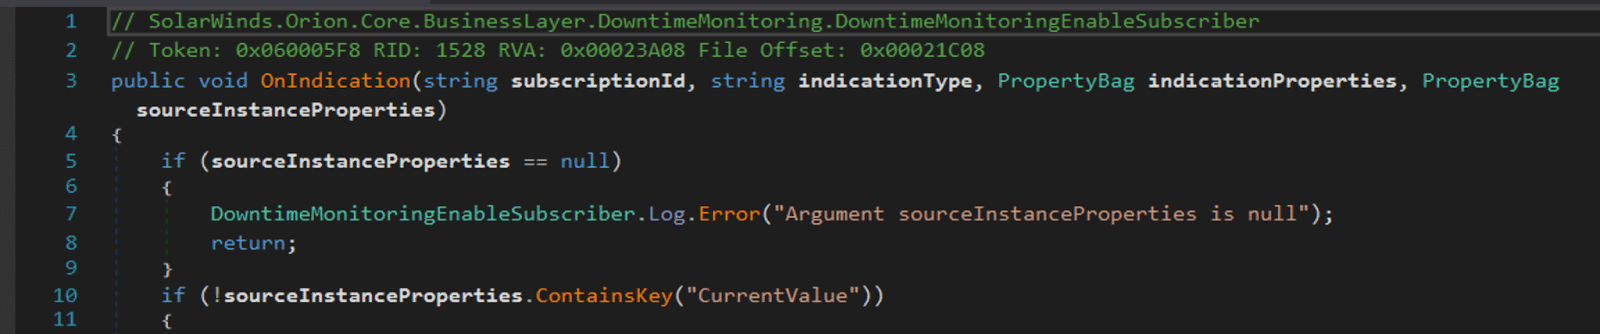 1 // SolarWinds.Orion.Core.BusinessLayer.DowntimeMonitoring.DowntimeMonitoringEnableSubscriber
2 // Token: 0x060005F8 RID: 1528 RVA: 0x00023A08 File Offset: 0x00021C08
3 public void OnIndication(string subscriptionId, string indicationType, PropertyBag indicationProperties, PropertyBag
sourceInstanceProperties)
4 {
5 if (sourceInstanceProperties == null)
6 {
7 DowntimeMonitoringEnableSubscriber.Log.Error("Argument sourceInstanceProperties is null");
8 return;
9 }
10 if (!sourceInstanceProperties.ContainsKey("CurrentValue"))
11 {